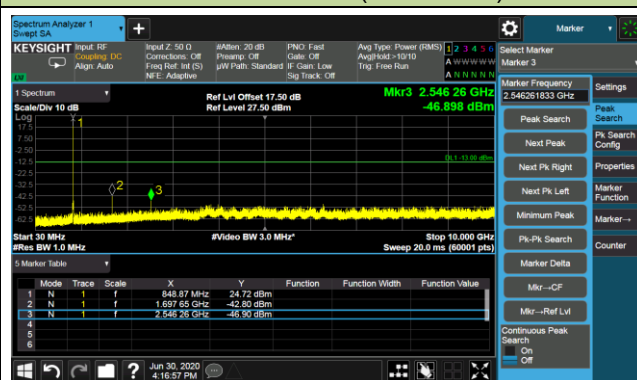 Spectrum Analyzer 1
Swept SA
Marker
KEYSIGHT
Input: RF
Coupling: DC
Align: Auto
Input Z: 50 Ω
Corrections: Off
Freq Ref: Int (S)
NFE: Adaptive
#Atten: 20 dB
Preamp: Off
µW Path: Standard
PNO: Fast
Gate: Off
IF Gain: Low
Sig Track: Off
Avg Type: Power (RMS)
Avg|Hold:>10/10
Trig: Free Run
1 2 3 4 5 6
A W W W W W
A N N N N N
Select Marker
Marker 3
LW
1 Spectrum
Scale/Div 10 dB
Ref Lvl Offset 17.50 dB
Ref Level 27.50 dBm
Mkr3 2.546 26 GHz
-46.898 dBm
Log
17.5
7.50
-2.50
-12.5
-22.5
-32.5
-42.5
-52.5
-62.5
1
2
3
DL1 -13.00 dBm
Start 30 MHz
#Res BW 1.0 MHz
#Video BW 3.0 MHz*
Stop 10.000 GHz
Sweep 20.0 ms (60001 pts)
Marker Frequency
2.546261833 GHz
Peak Search
Next Peak
Next Pk Right
Next Pk Left
Minimum Peak
Pk-Pk Search
Marker Delta
Mkr→CF
Mkr→Ref Lvl
Continuous Peak Search
On
Off
Settings
Peak Search
Pk Search Config
Properties
Marker Function
Marker→
Counter
5 Marker Table
Mode Trace Scale X Y Function Function Width Function Value
1 N 1 f 848.87 MHz 24.72 dBm
2 N 1 f 1.697 65 GHz -42.80 dBm
3 N 1 f 2.546 26 GHz -46.90 dBm
4
5
6
?
Jun 30, 2020
4:16:57 PM